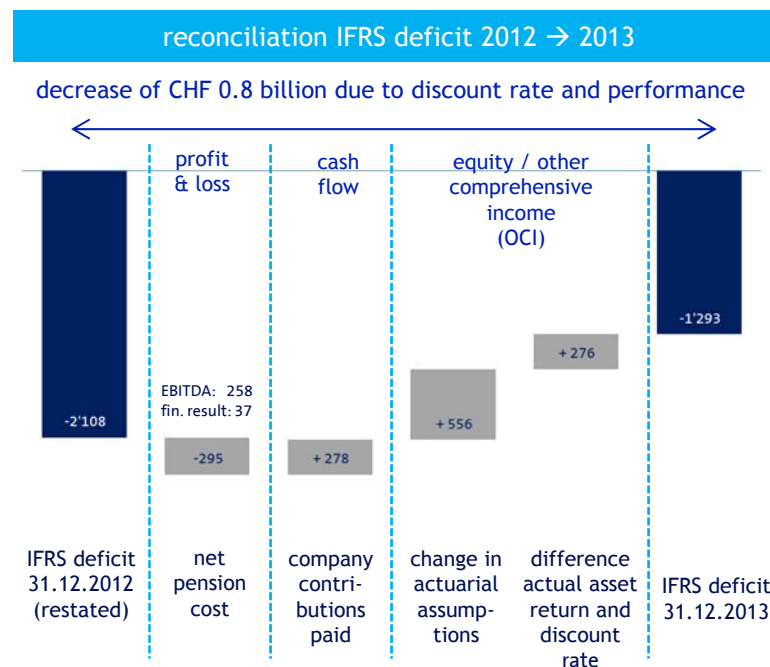 reconciliation IFRS deficit 2012 → 2013
decrease of CHF 0.8 billion due to discount rate and performance
profit
& loss
cash
flow
equity / other
comprehensive
income
(OCI)
-1'293
+ 276
EBITDA: 258
fin. result: 37
-2'108
+ 556
-295
+ 278
IFRS deficit
31.12.2012
(restated)
net
pension
cost
company
contri-
butions
paid
change in
actuarial
assump-
tions
difference
actual asset
return and
discount
rate
IFRS deficit
31.12.2013